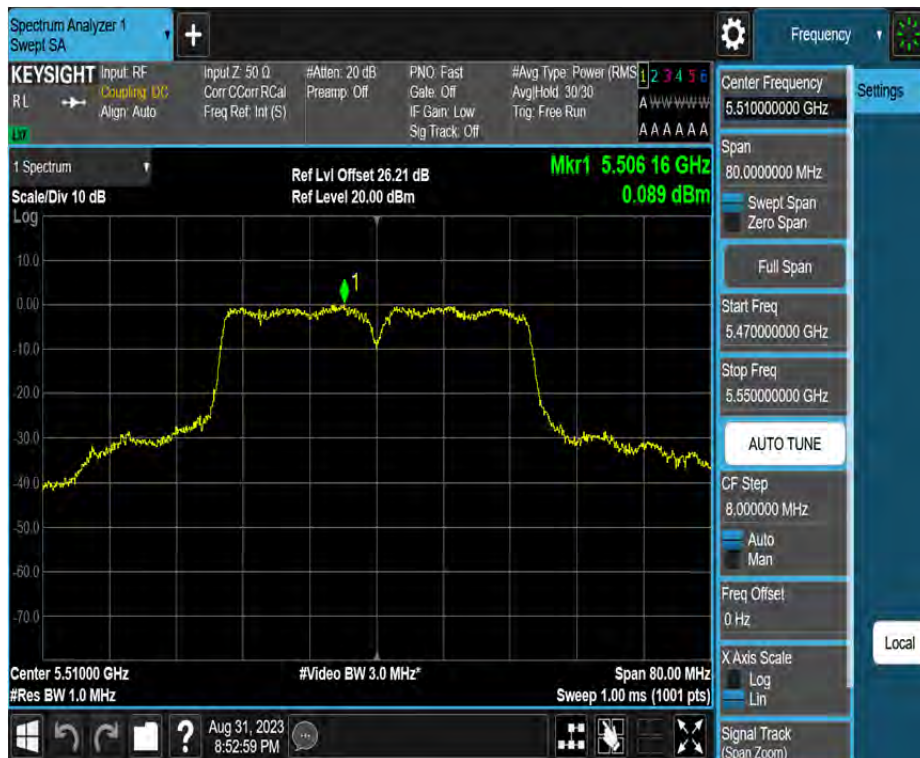 Spectrum Analyzer 1
Swept SA
+
Frequency
KEYSIGHT
RL
LXI
Input: RF
Coupling: DC
Align: Auto
Input Z: 50 Ω
Corr CCorr RCal
Freq Ref: Int (S)
#Atten: 20 dB
Preamp: Off
PNO: Fast
Gate: Off
IF Gain: Low
Sig Track: Off
#Avg Type: Power (RMS
Avg|Hold: 30/30
Trig: Free Run
1 2 3 4 5 6
A W W W W W
A A A A A A
1 Spectrum
Scale/Div 10 dB
Log
Ref Lvl Offset 26.21 dB
Ref Level 20.00 dBm
Mkr1 5.506 16 GHz
0.089 dBm
10.0
0.00
-10.0
-20.0
-30.0
-40.0
-50.0
-60.0
-70.0
1
Center 5.51000 GHz
#Res BW 1.0 MHz
#Video BW 3.0 MHz*
Span 80.00 MHz
Sweep 1.00 ms (1001 pts)
?
Aug 31, 2023
8:52:59 PM
Center Frequency
5.510000000 GHz
Span
80.0000000 MHz
Swept Span
Zero Span
Full Span
Start Freq
5.470000000 GHz
Stop Freq
5.550000000 GHz
AUTO TUNE
CF Step
8.000000 MHz
Auto
Man
Freq Offset
0 Hz
X Axis Scale
Log
Lin
Signal Track
(Span Zoom)
Settings
Local